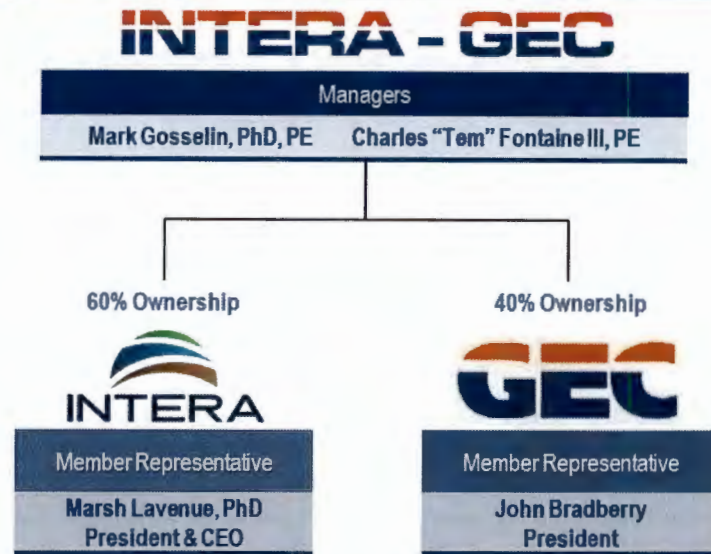 INTERA - GEC
Managers
Mark Gosselin, PhD, PE Charles “Tem” Fontaine III, PE
60% Ownership 40% Ownership
INTERA GEC
Member Representative Member Representative
Marsh Lavenue, PhD John Bradberry
President & CEO President